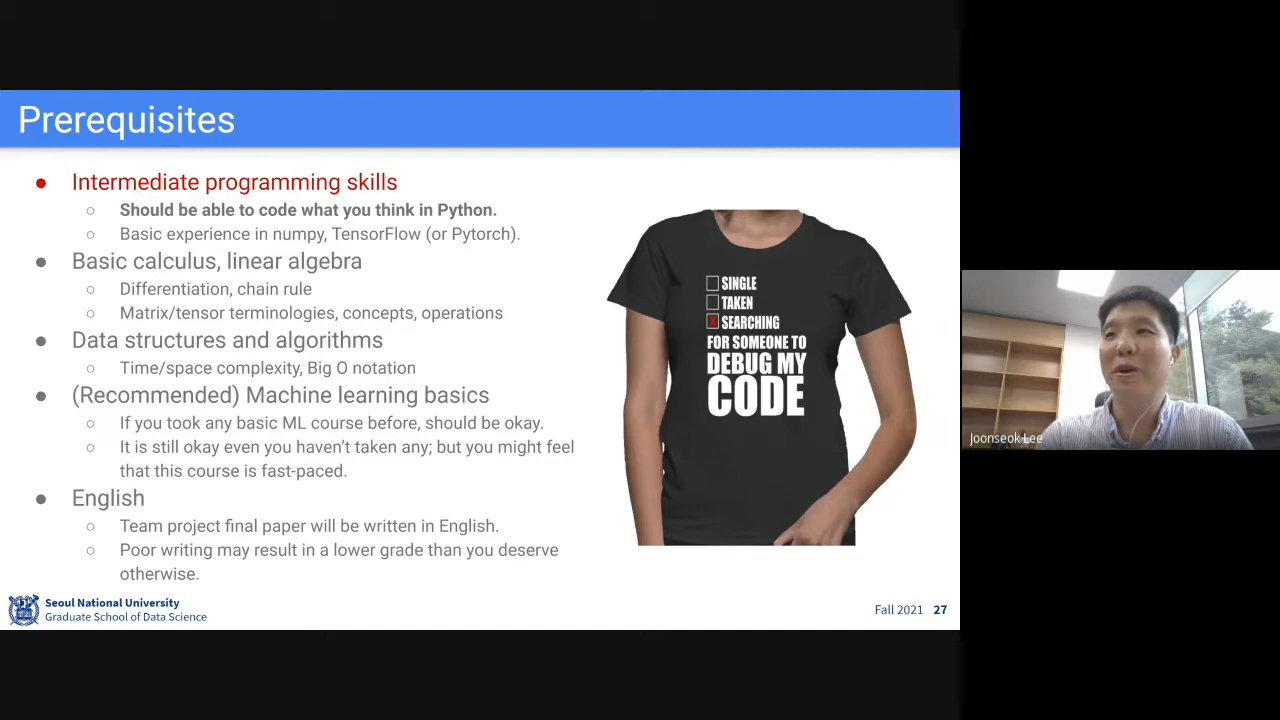 Prerequisites
● Intermediate programming skills
○ Should be able to code what you think in Python.
○ Basic experience in numpy, TensorFlow (or Pytorch).
● Basic calculus, linear algebra
○ Differentiation, chain rule
○ Matrix/tensor terminologies, concepts, operations
● Data structures and algorithms
○ Time/space complexity, Big O notation
● (Recommended) Machine learning basics
○ If you took any basic ML course before, should be okay.
○ It is still okay even you haven’t taken any; but you might feel
that this course is fast-paced.
● English
○ Team project final paper will be written in English.
○ Poor writing may result in a lower grade than you deserve
otherwise.
SINGLE
TAKEN
X SEARCHING
FOR SOMEONE TO
DEBUG MY
CODE
Joonseok Lee
Seoul National University
Graduate School of Data Science
Fall 2021 27